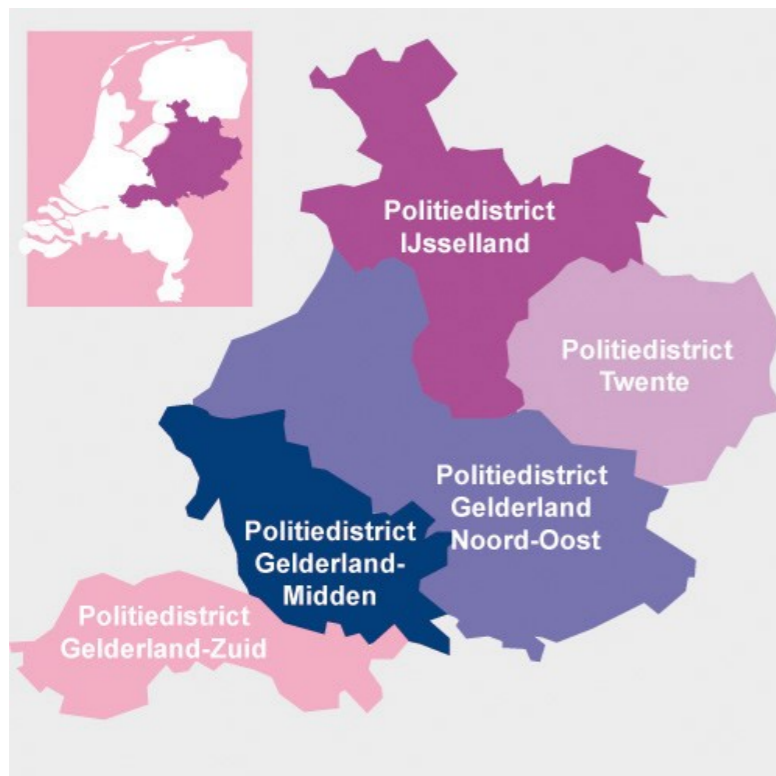 Politiedistrict
IJsselland
Politiedistrict
Twente
Politiedistrict
Gelderland
Noord-Oost
Politiedistrict
Gelderland-
Midden
Politiedistrict
Gelderland-Zuid